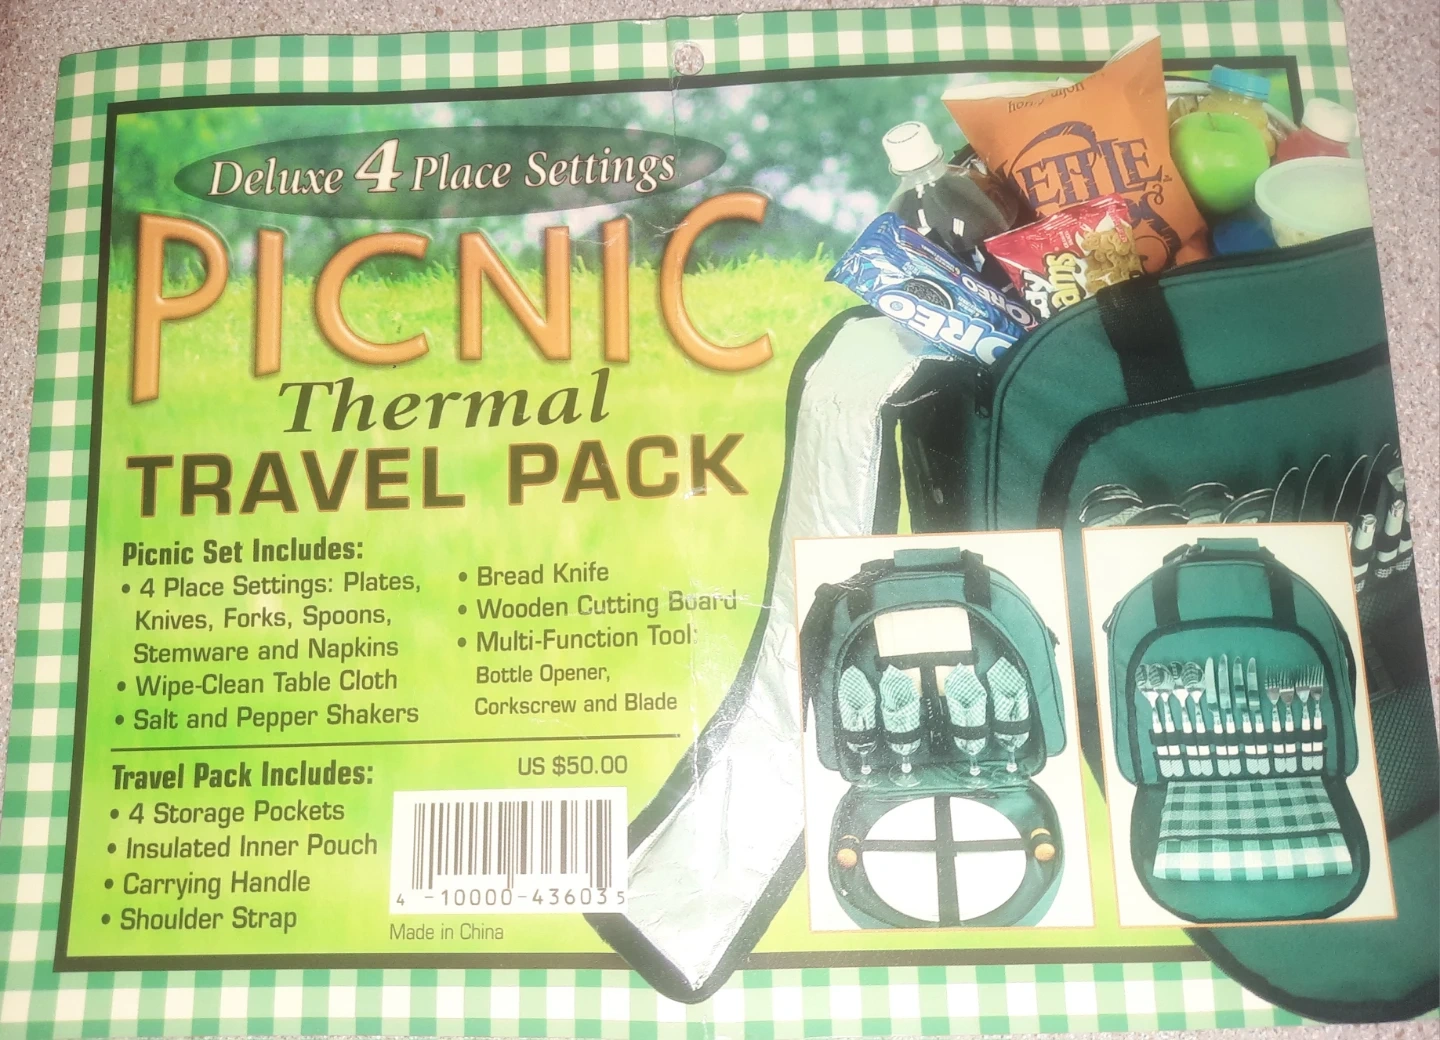 Deluxe 4 Place Settings
PICNIC
Thermal
TRAVEL PACK
Picnic Set Includes:
• 4 Place Settings: Plates,
Knives, Forks, Spoons,
Stemware and Napkins
• Wipe-Clean Table Cloth
• Salt and Pepper Shakers
• Bread Knife
• Wooden Cutting Board
• Multi-Function Tool:
Bottle Opener,
Corkscrew and Blade
Travel Pack Includes:
• 4 Storage Pockets
• Insulated Inner Pouch
• Carrying Handle
• Shoulder Strap
US $50.00
4 -10000-43603 5
Made in China
KETTLE
OREO
OREO